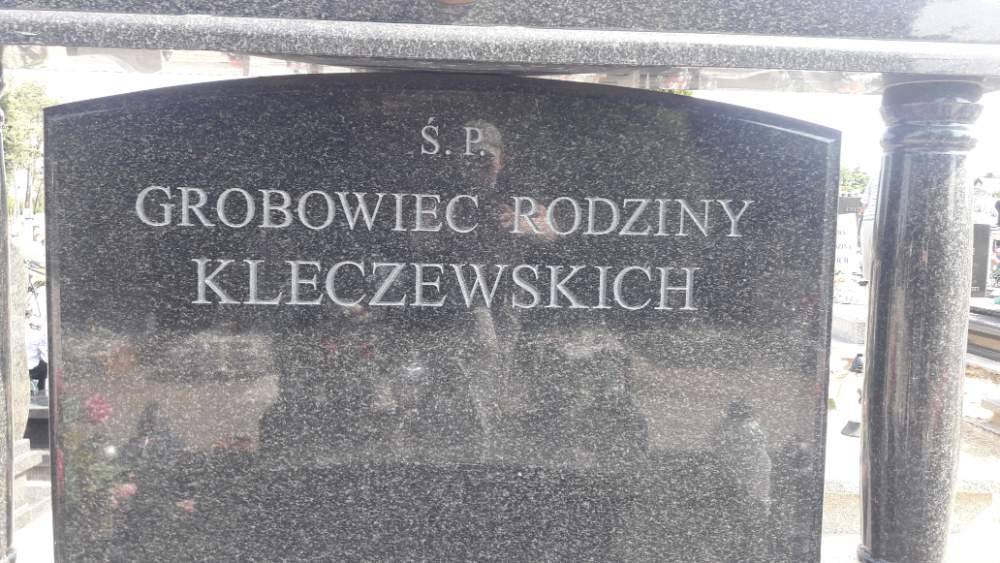 Ś. P.
GROBOWIEC RODZINY
KLECZEWSKICH